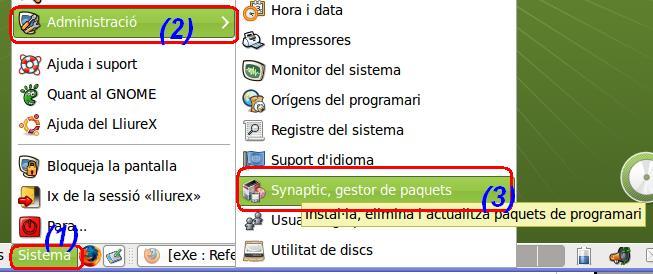 Administració
(2)
Ajuda i suport
Quant al GNOME
Ajuda del LliureX
Bloqueja la pantalla
Ix de la sessió «lliurex»
Para...
(1)
Sistema
[eXe : Refe
Hora i data
Impressores
Monitor del sistema
Orígens del programari
Registre del sistema
Suport d'idioma
Synaptic, gestor de paquets
(3)
Instal·la, elimina i actualitza paquets de programari
Utilitat de discs